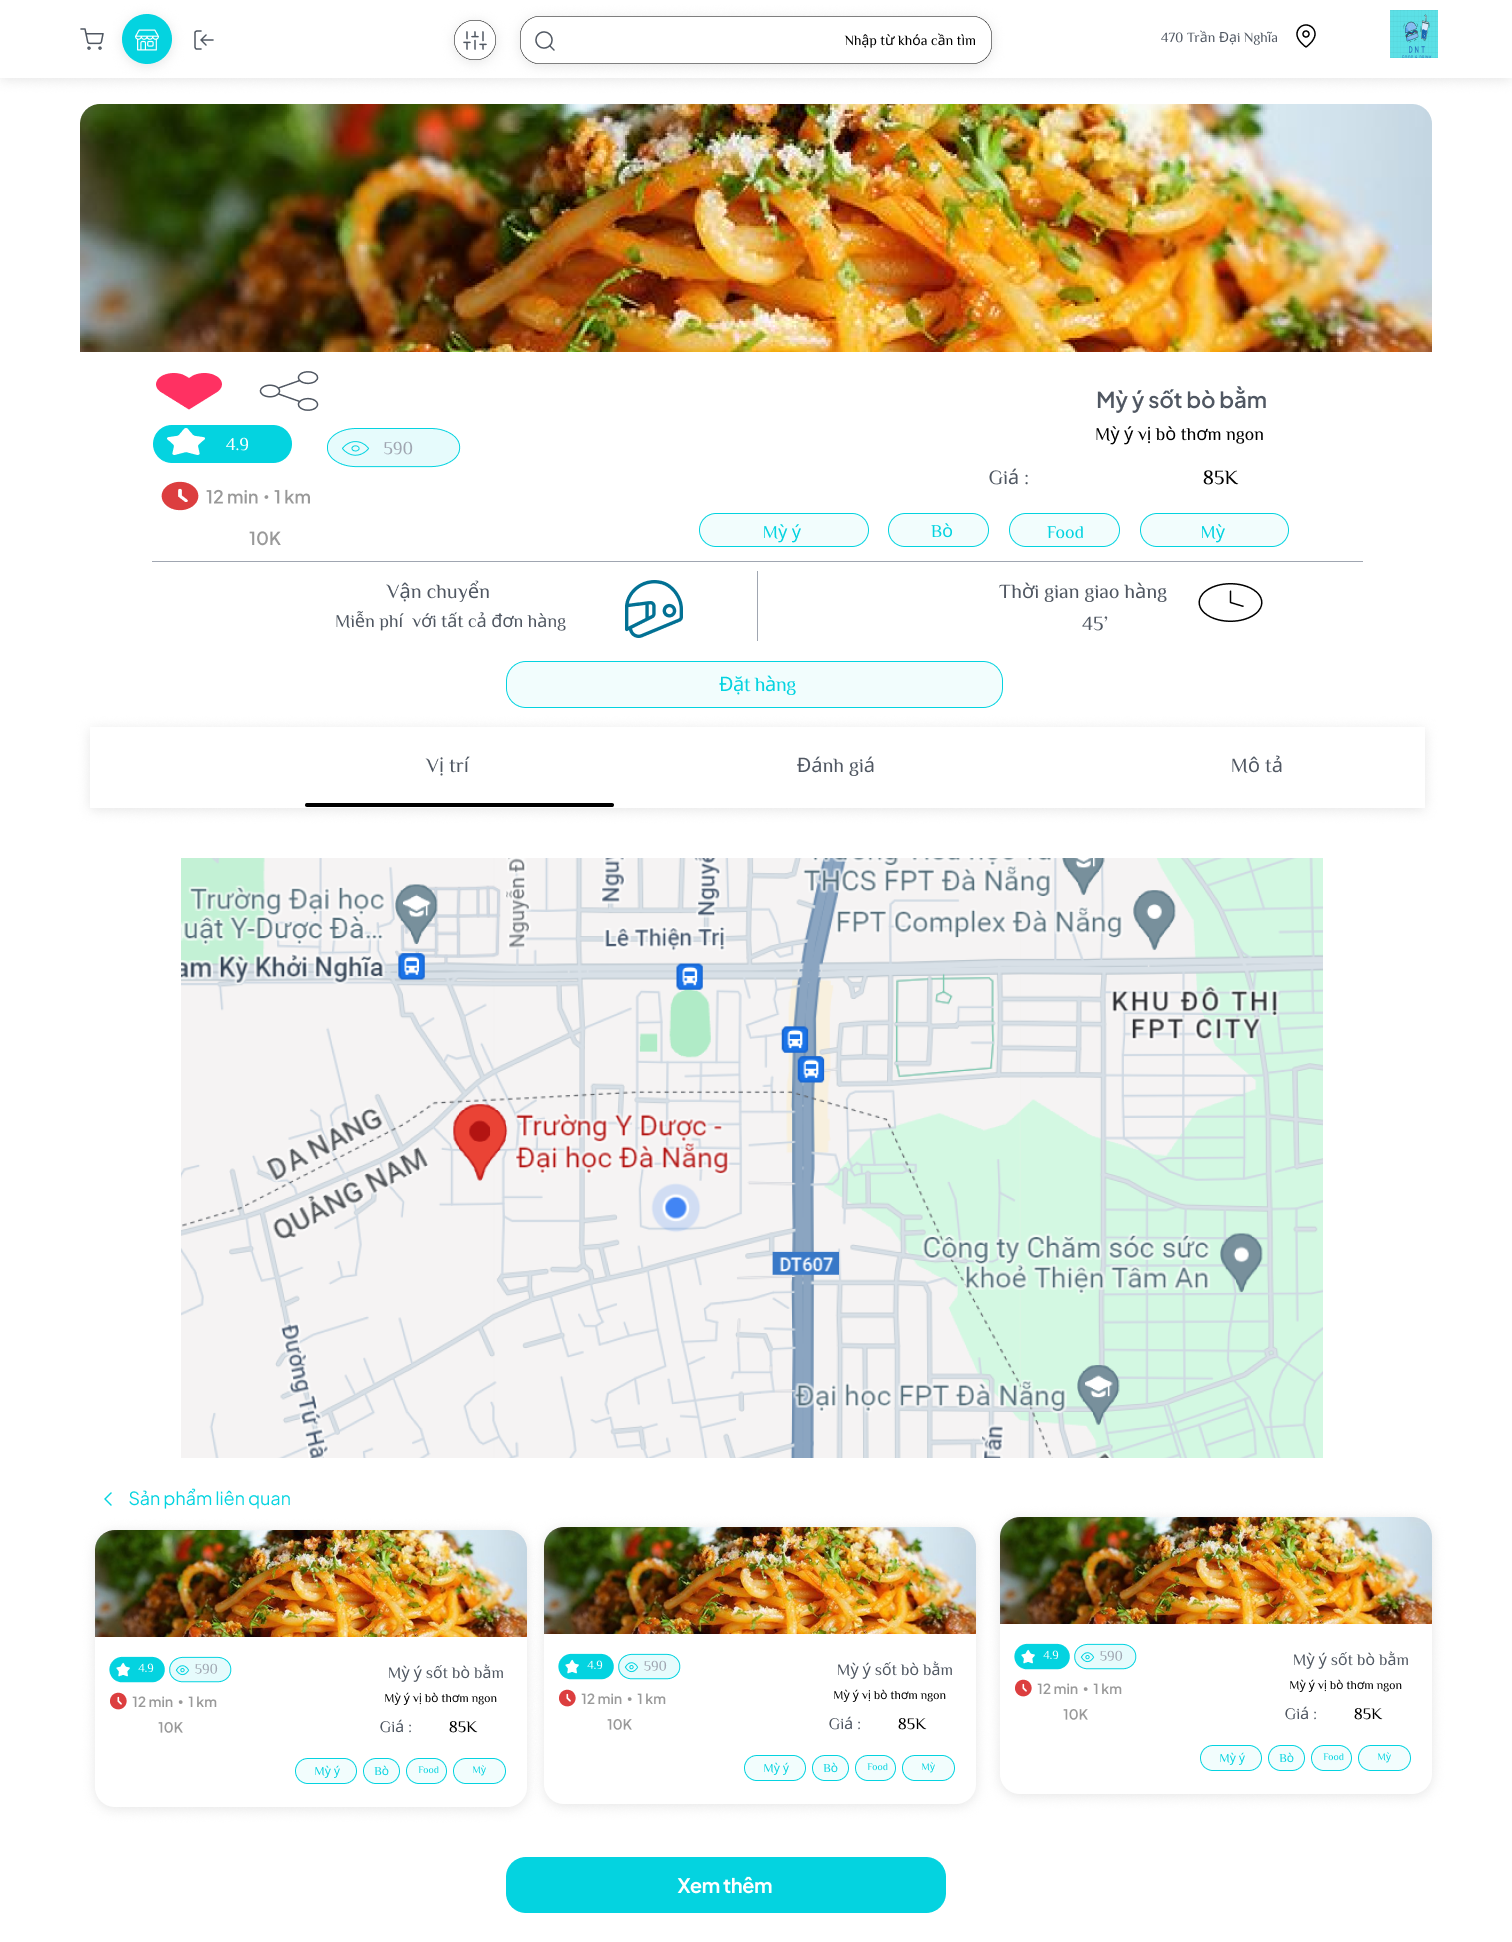 Nhập từ khóa cần tìm
470 Trần Đại Nghĩa
DNT
Mỳ ý sốt bò bằm
4.9
590
Mỳ ý vị bò thơm ngon
Giá :
85K
12 min • 1 km
10K
Mỳ ý
Bò
Food
Mỳ
Vận chuyển
Miễn phí  với tất cả đơn hàng
Thời gian giao hàng
45’
Đặt hàng
Vị trí
Đánh giá
Mô tả
THCS FPT Đà Nẵng
Trường Đại học
uật Y-Dược Đà...
Nguyễn Đ
Nguy
Nguyễ
FPT Complex Đà Nẵng
Lê Thiện Trị
am Kỳ Khởi Nghĩa
KHU ĐÔ THỊ
FPT CITY
DA NANG
QUẢNG NAM
Trường Y Dược -
Đại học Đà Nẵng
DT607
Công ty Chăm sóc sức
khoẻ Thiện Tâm An
Đường Tứ Hà
Đại học FPT Đà Nẵng
Tân
Sản phẩm liên quan
4.9
590
Mỳ ý sốt bò bằm
12 min • 1 km
Mỳ ý vị bò thơm ngon
10K
Giá :
85K
Mỳ ý
Bò
Food
Mỳ
4.9
590
Mỳ ý sốt bò bằm
12 min • 1 km
Mỳ ý vị bò thơm ngon
10K
Giá :
85K
Mỳ ý
Bò
Food
Mỳ
4.9
590
Mỳ ý sốt bò bằm
12 min • 1 km
Mỳ ý vị bò thơm ngon
10K
Giá :
85K
Mỳ ý
Bò
Food
Mỳ
Xem thêm